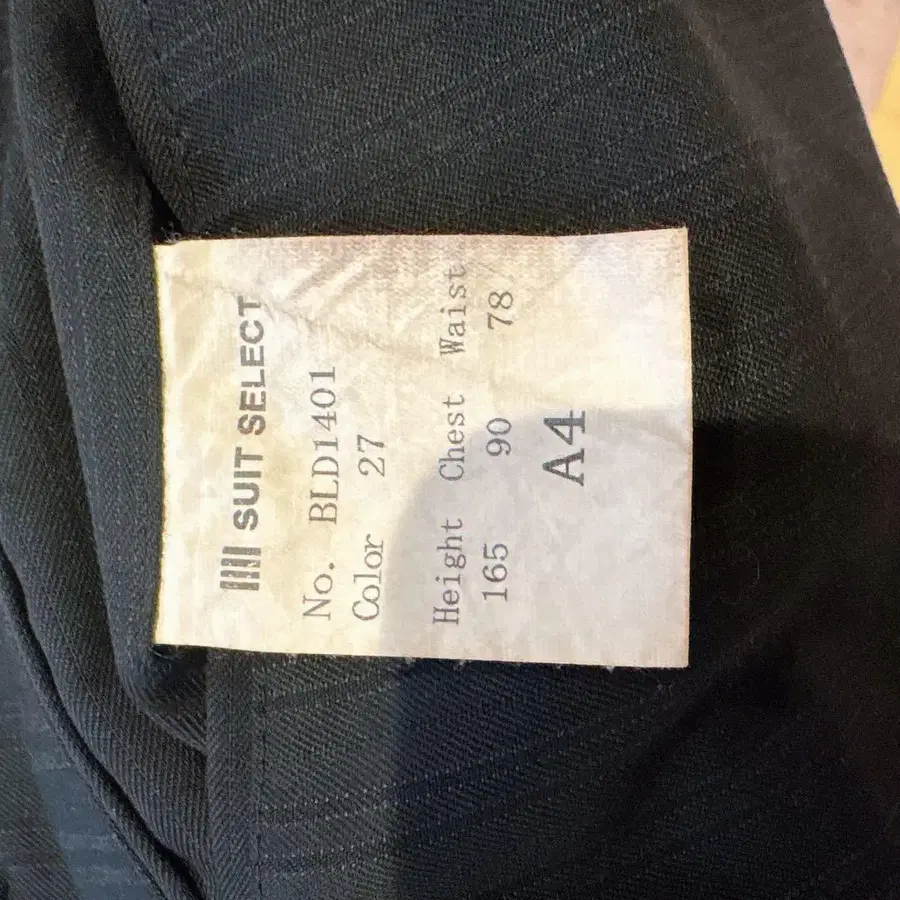 SUIT SELECT
No. BLD1401
Color 27
Height Chest Waist
165 90 78
A4